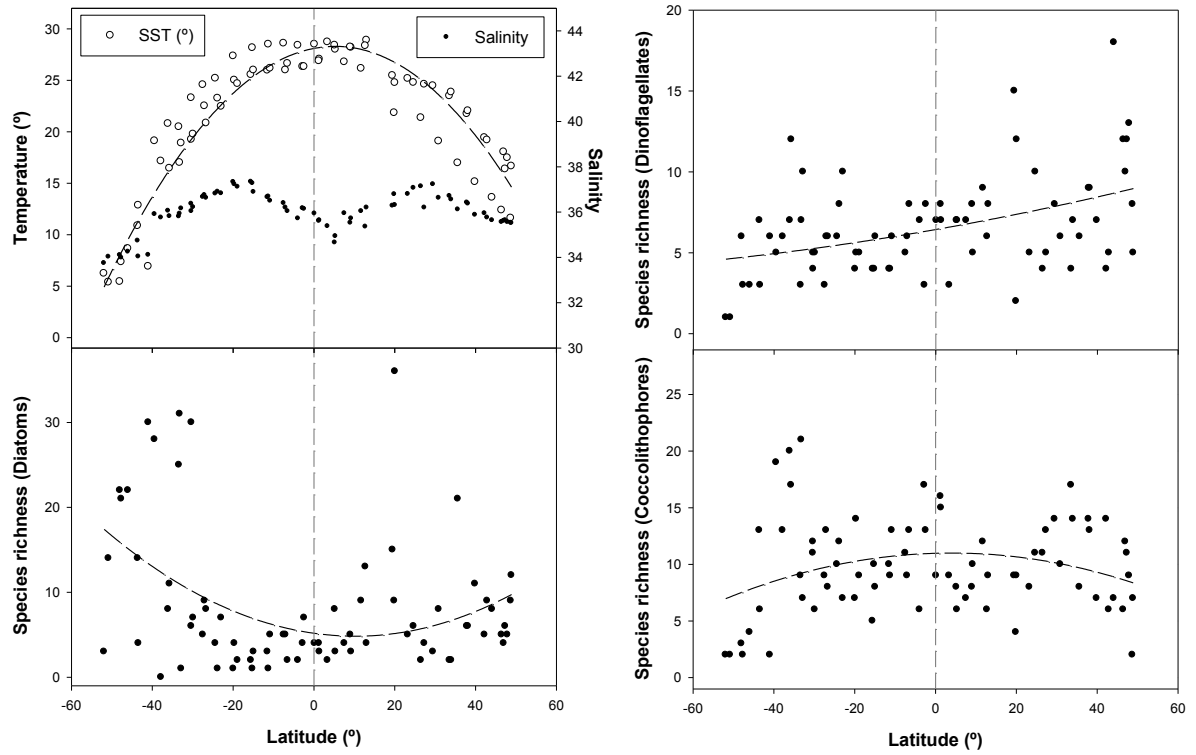 SST (º)
Salinity
Temperature (º)
30
25
20
15
10
5
0
Salinity
44
42
40
38
36
34
32
30
Species richness (Dinoflagellates)
20
15
10
5
0
Species richness (Diatoms)
30
20
10
0
-60 -40 -20 0 20 40 60
Latitude (º)
Species richness (Coccolithophores)
25
20
15
10
5
0
-60 -40 -20 0 20 40 60
Latitude (º)